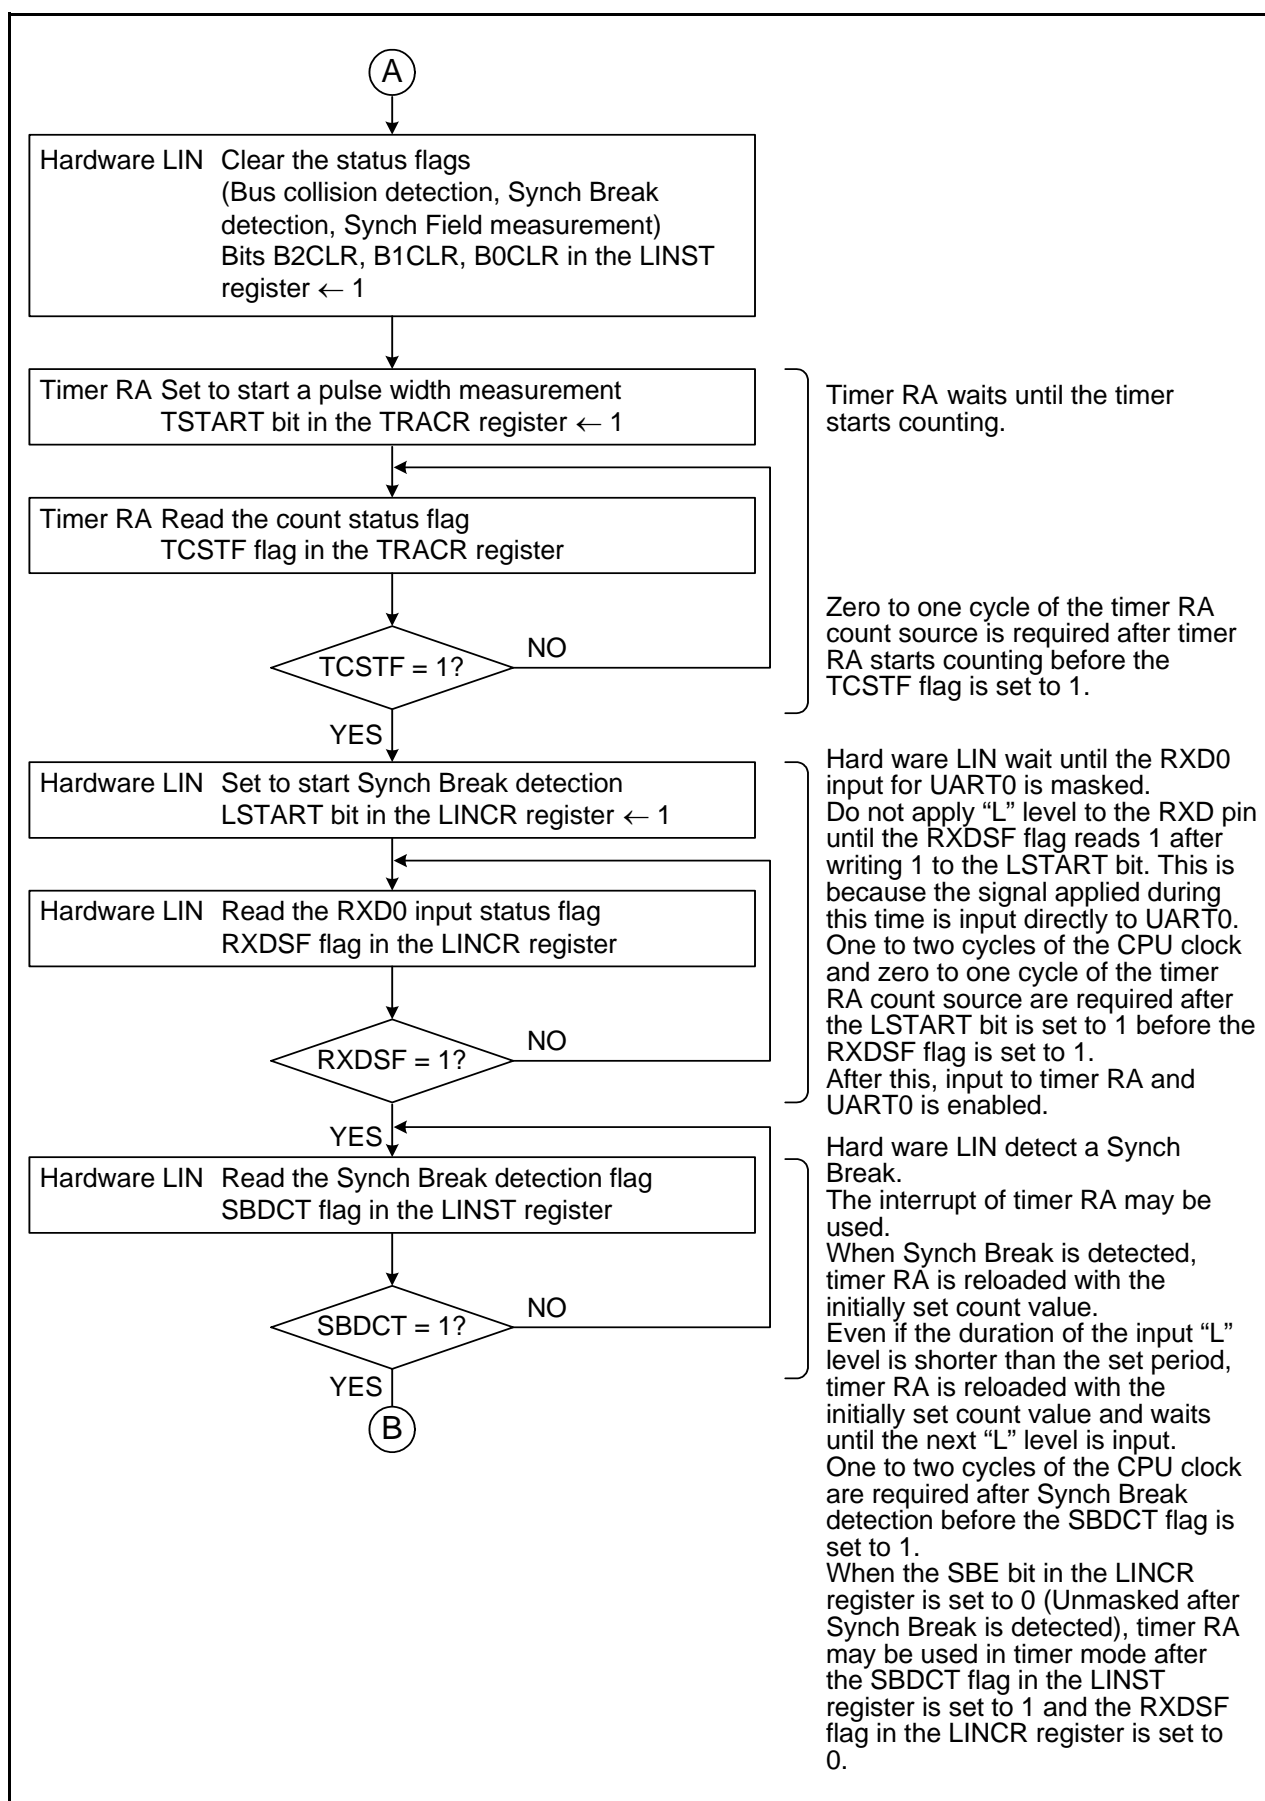 A
Hardware LIN Clear the status flags
(Bus collision detection, Synch Break
detection, Synch Field measurement)
Bits B2CLR, B1CLR, B0CLR in the LINST
register ← 1
Timer RA Set to start a pulse width measurement
TSTART bit in the TRACR register ← 1
Timer RA waits until the timer
starts counting.
Timer RA Read the count status flag
TCSTF flag in the TRACR register
TCSTF = 1?
NO
YES
Zero to one cycle of the timer RA
count source is required after timer
RA starts counting before the
TCSTF flag is set to 1.
Hardware LIN Set to start Synch Break detection
LSTART bit in the LINCR register ← 1
Hardware LIN Read the RXD0 input status flag
RXDSF flag in the LINCR register
RXDSF = 1?
NO
YES
Hard ware LIN wait until the RXD0
input for UART0 is masked.
Do not apply “L” level to the RXD pin
until the RXDSF flag reads 1 after
writing 1 to the LSTART bit. This is
because the signal applied during
this time is input directly to UART0.
One to two cycles of the CPU clock
and zero to one cycle of the timer
RA count source are required after
the LSTART bit is set to 1 before the
RXDSF flag is set to 1.
After this, input to timer RA and
UART0 is enabled.
Hardware LIN Read the Synch Break detection flag
SBDCT flag in the LINST register
SBDCT = 1?
NO
YES
B
Hard ware LIN detect a Synch
Break.
The interrupt of timer RA may be
used.
When Synch Break is detected,
timer RA is reloaded with the
initially set count value.
Even if the duration of the input “L”
level is shorter than the set period,
timer RA is reloaded with the
initially set count value and waits
until the next “L” level is input.
One to two cycles of the CPU clock
are required after Synch Break
detection before the SBDCT flag is
set to 1.
When the SBE bit in the LINCR
register is set to 0 (Unmasked after
Synch Break is detected), timer RA
may be used in timer mode after
the SBDCT flag in the LINST
register is set to 1 and the RXDSF
flag in the LINCR register is set to
0.